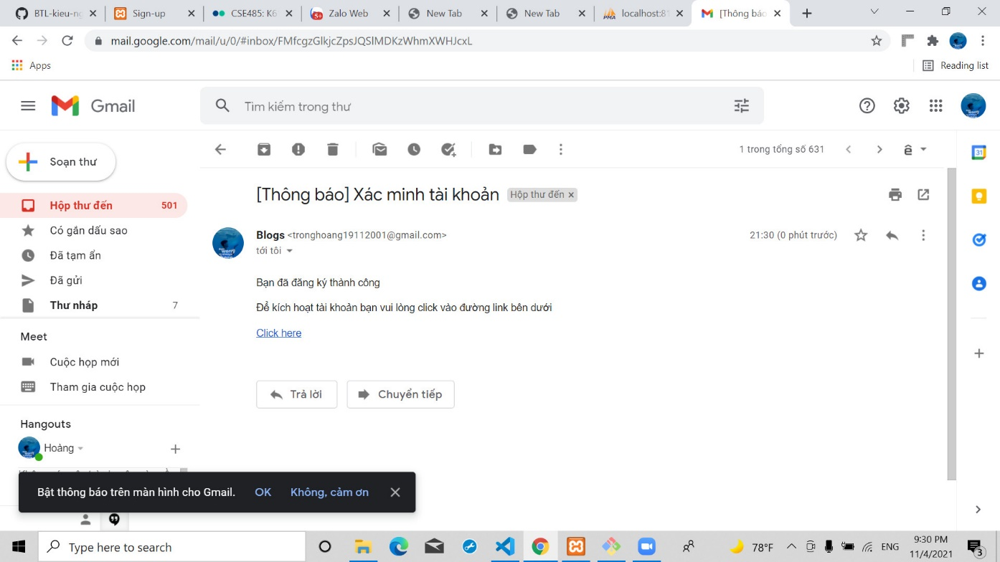 BTL-kieu-ng
Sign-up
CSE485: K6
Zalo Web
New Tab
New Tab
localhost:81
[Thông báo
mail.google.com/mail/u/0/#inbox/FMfcgzGlkjcZpsJQSlMDKzWhmXWHJcxL
Apps
Reading list
Gmail
Tìm kiếm trong thư
Soạn thư
1 trong tổng số 631
Hộp thư đến 501
Có gắn dấu sao
Đã tạm ẩn
Đã gửi
Thư nháp 7
Meet
Cuộc họp mới
Tham gia cuộc họp
Hangouts
Hoảng
[Thông báo] Xác minh tài khoản Hộp thư đến ×
Blogs <tronghoang19112001@gmail.com> 21:30 (0 phút trước)
tới tôi
Bạn đã đăng ký thành công
Để kích hoạt tài khoản bạn vui lòng click vào đường link bên dưới
Click here
Trả lời
Chuyển tiếp
Bật thông báo trên màn hình cho Gmail. OK Không, cảm ơn
31
Type here to search
78°F
ENG
9:30 PM
11/4/2021
3